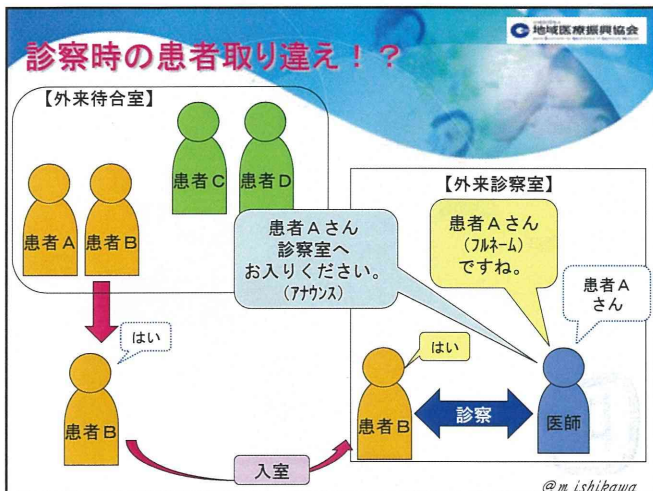 地域医療振興協会
診察時の患者取り違え！？
【外来待合室】
患者C
患者D
患者A
患者B
【外来診察室】
患者Aさん
診察室へ
お入りください。
（アナウンス）
患者Aさん
（フルネーム）
ですね。
患者A
さん
はい
患者B
はい
患者B
診察
医師
入室
@m ishikawa